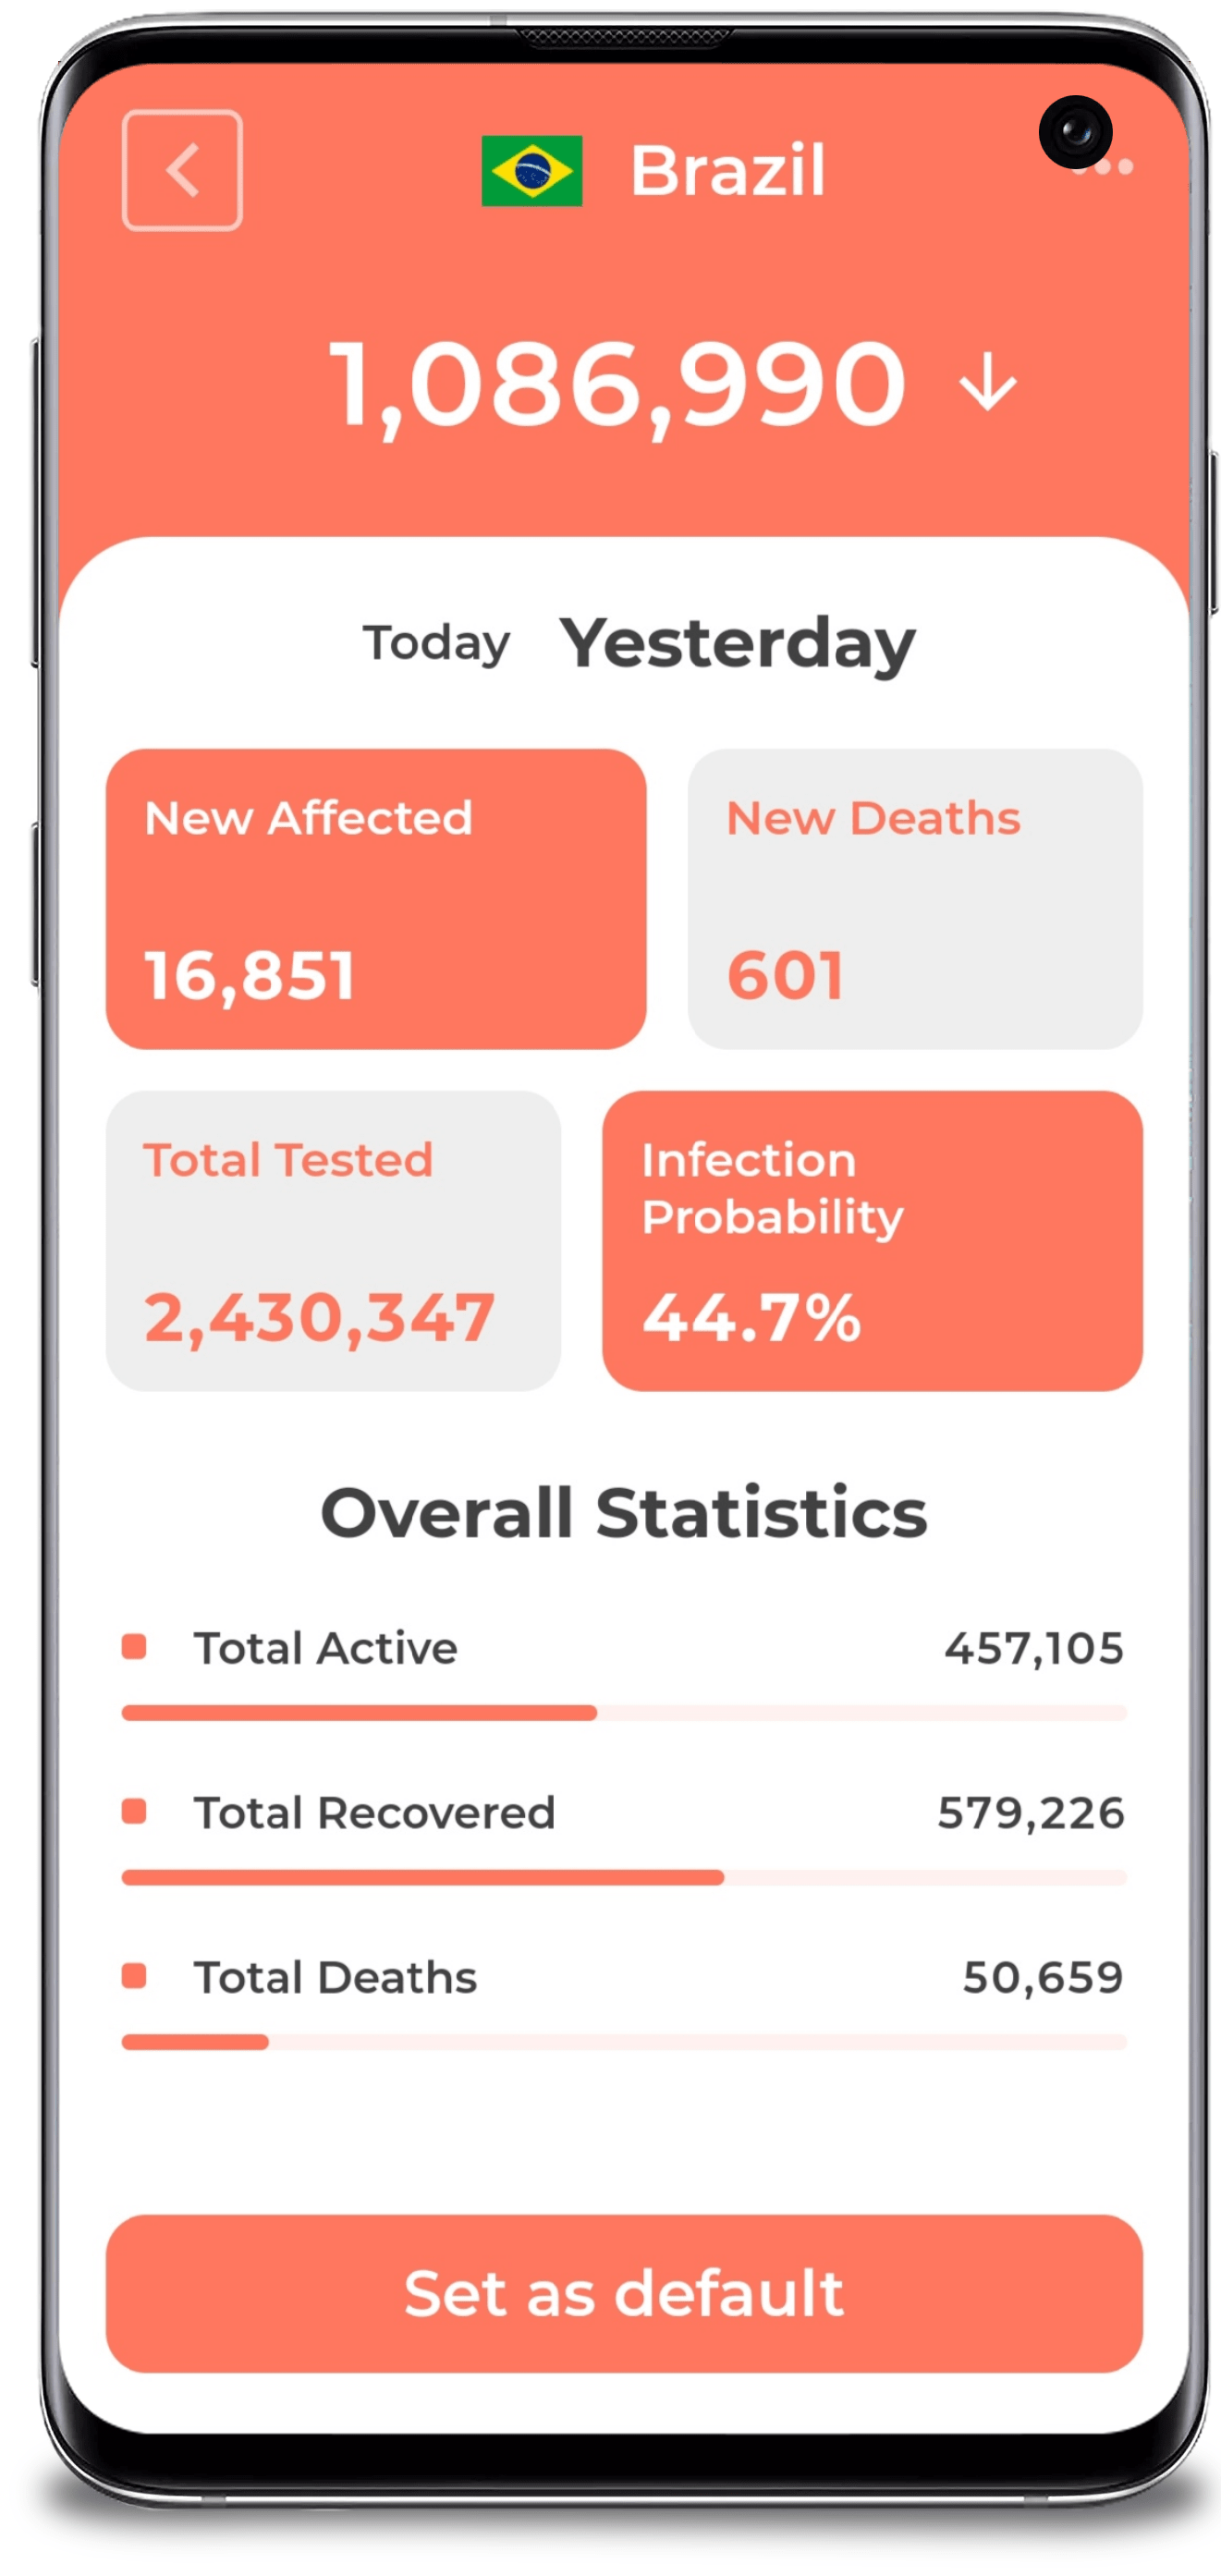 Brazil
1,086,990
Today Yesterday
New Affected
16,851
New Deaths
601
Total Tested
2,430,347
Infection
Probability
44.7%
Overall Statistics
Total Active 457,105
Total Recovered 579,226
Total Deaths 50,659
Set as default